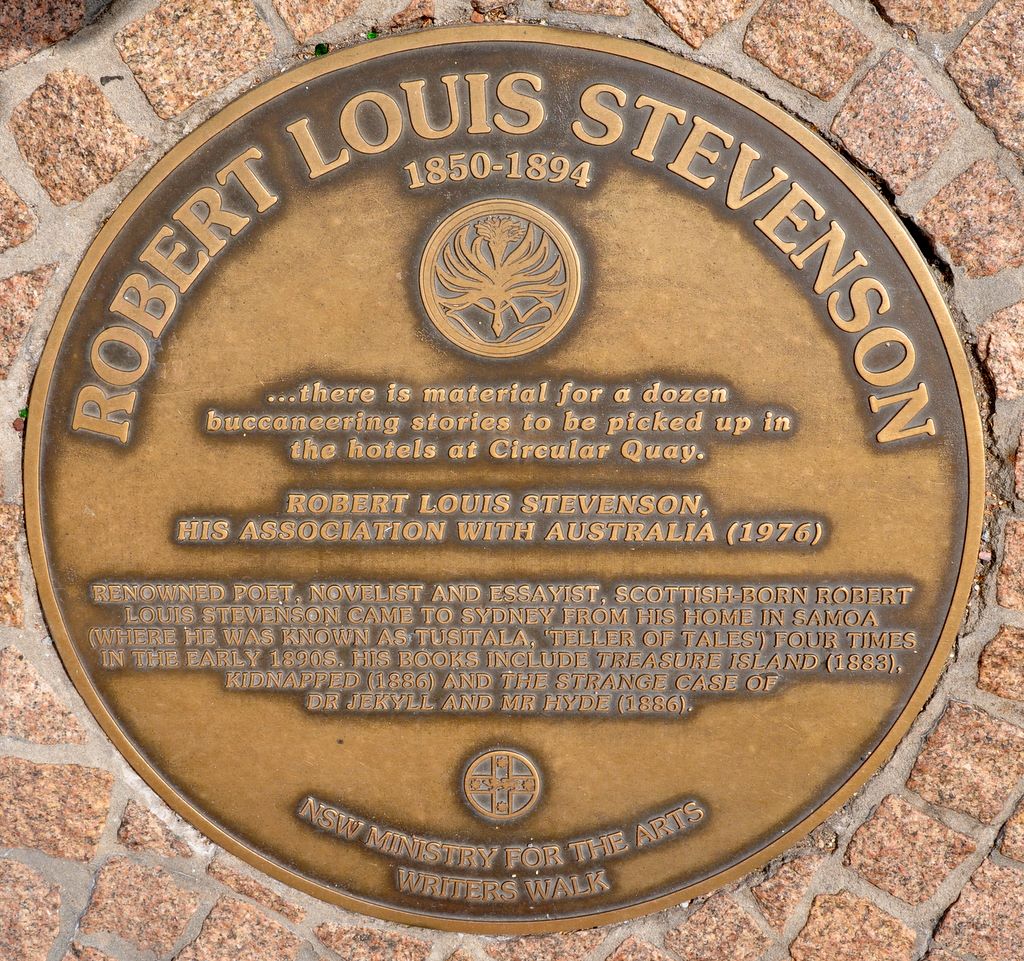 ROBERT LOUIS STEVENSON
1850-1894
...there is material for a dozen
buccaneering stories to be picked up in
the hotels at Circular Quay.
ROBERT LOUIS STEVENSON,
HIS ASSOCIATION WITH AUSTRALIA (1976)
RENOWNED POET, NOVELIST AND ESSAYIST, SCOTTISH-BORN ROBERT
LOUIS STEVENSON CAME TO SYDNEY FROM HIS HOME IN SAMOA
(WHERE HE WAS KNOWN AS TUSITALA, 'TELLER OF TALES') FOUR TIMES
IN THE EARLY 1890S. HIS BOOKS INCLUDE TREASURE ISLAND (1883),
KIDNAPPED (1886) AND THE STRANGE CASE OF
DR JEKYLL AND MR HYDE (1886).
NSW MINISTRY FOR THE ARTS
WRITERS WALK